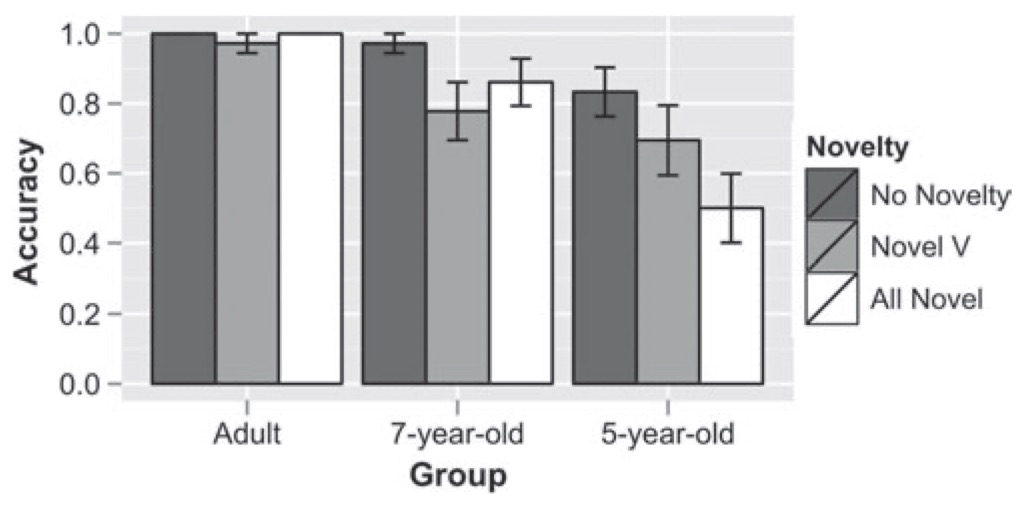 1.0
0.8
0.6
0.4
0.2
0.0
Accuracy
Adult
7-year-old
5-year-old
Group
Novelty
No Novelty
Novel V
All Novel